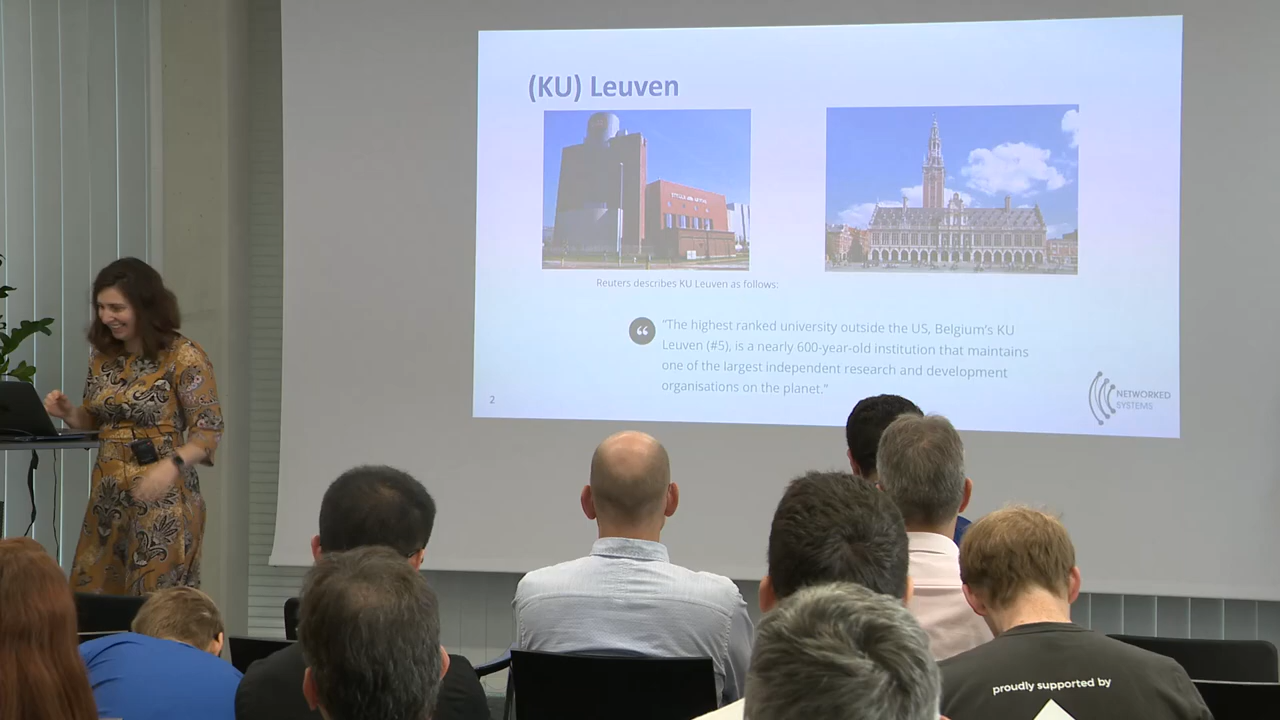 (KU) Leuven
Reuters describes KU Leuven as follows:
"The highest ranked university outside the US, Belgium's KU
Leuven (#5), is a nearly 600-year-old institution that maintains
one of the largest independent research and development
organisations on the planet."
2
NETWORKED
SYSTEMS
proudly supported by